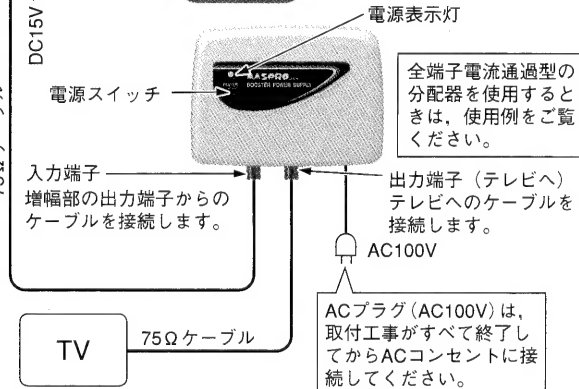 電源表示灯
DC15V
MASPRO
BOOSTER POWER SUPPLY
電源スイッチ
全端子電流通過型の
分配器を使用すると
きは，使用例をご覧
ください。
入力端子
増幅部の出力端子からの
ケーブルを接続します。
出力端子（テレビへ）
テレビへのケーブルを
接続します。
AC100V
TV
75Ωケーブル
ACプラグ（AC100V）は，
取付工事がすべて終了し
てからACコンセントに接
続してください。